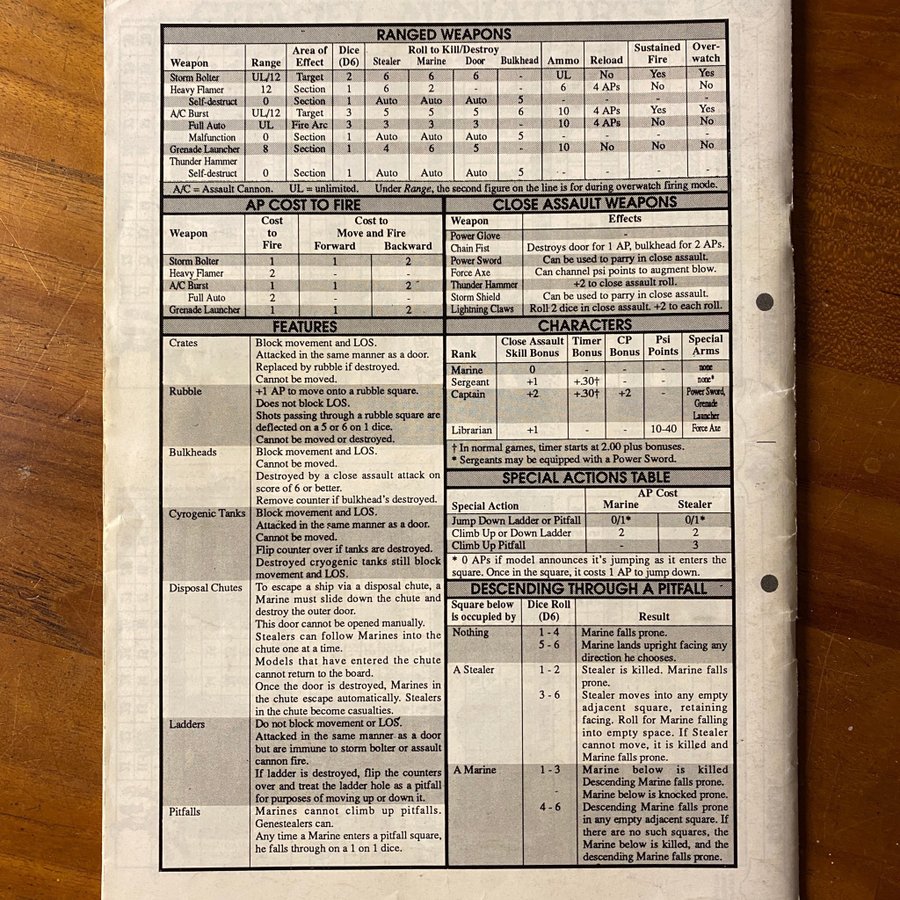 RANGED WEAPONS
Weapon Range Area of Effect Dice (D6) Roll to Kill/Destroy Stealer Marine Door Bulkhead Ammo Reload Sustained Fire Over-watch
Storm Bolter UL/12 Target 2 6 6 6 - UL No Yes Yes
Heavy Flamer 12 Section 1 6 2 - - 6 4 APs No No
Self-destruct 0 Section 1 Auto Auto Auto 5 - - - -
A/C Burst UL/12 Target 3 5 5 5 6 10 4 APs Yes Yes
Full Auto UL Fire Arc 3 3 3 3 - 10 4 APs No No
Malfunction 0 Section 1 Auto Auto Auto 5 - - - -
Grenade Launcher 8 Section 1 4 6 5 - 10 No No No
Thunder Hammer
Self-destruct 0 Section 1 Auto Auto Auto 5 - - - -
A/C = Assault Cannon. UL = unlimited. Under Range, the second figure on the line is for during overwatch firing mode.
AP COST TO FIRE
Weapon Cost to Fire Cost to Move and Fire Forward Backward
Storm Bolter 1 1 2
Heavy Flamer 2 - -
A/C Burst 1 1 2
Full Auto 2 - -
Grenade Launcher 1 1 2
CLOSE ASSAULT WEAPONS
Weapon Effects
Power Glove -
Chain Fist Destroys door for 1 AP, bulkhead for 2 APs.
Power Sword Can be used to parry in close assault.
Force Axe Can channel psi points to augment blow.
Thunder Hammer +2 to close assault roll.
Storm Shield Can be used to parry in close assault.
Lightning Claws Roll 2 dice in close assault. +2 to each roll.
FEATURES
Crates Block movement and LOS.
Attacked in the same manner as a door.
Replaced by rubble if destroyed.
Cannot be moved.
Rubble +1 AP to move onto a rubble square.
Does not block LOS.
Shots passing through a rubble square are
deflected on a 5 or 6 on 1 dice.
Cannot be moved or destroyed.
Bulkheads Block movement and LOS.
Cannot be moved.
Destroyed by a close assault attack on
score of 6 or better.
Remove counter if bulkhead's destroyed.
Cyrogenic Tanks Block movement and LOS.
Attacked in the same manner as a door.
Cannot be moved.
Flip counter over if tanks are destroyed.
Destroyed cryogenic tanks still block
movement and LOS.
Disposal Chutes To escape a ship via a disposal chute, a
Marine must slide down the chute and
destroy the outer door.
This door cannot be opened manually.
Stealers can follow Marines into the
chute one at a time.
Models that have entered the chute
cannot return to the board.
Once the door is destroyed, Marines in
the chute escape automatically. Stealers
in the chute become casualties.
Ladders Do not block movement or LOS.
Attacked in the same manner as a door
but are immune to storm bolter or assault
cannon fire.
If ladder is destroyed, flip the counters
over and treat the ladder hole as a pitfall
for purposes of moving up or down it.
Pitfalls Marines cannot climb up pitfalls.
Genestealers can.
Any time a Marine enters a pitfall square,
he falls through on a 1 on 1 dice.
CHARACTERS
Rank Close Assault Skill Bonus Timer Bonus CP Bonus Psi Points Special Arms
Marine 0 - - - none
Sergeant +1 +.30† - - none*
Captain +2 +.30† +2 - Power Sword,
Grenade
Launcher
Librarian +1 - - 10-40 Force Axe
† In normal games, timer starts at 2.00 plus bonuses.
* Sergeants may be equipped with a Power Sword.
SPECIAL ACTIONS TABLE
Special Action AP Cost Marine Stealer
Jump Down Ladder or Pitfall 0/1* 0/1*
Climb Up or Down Ladder 2 2
Climb Up Pitfall - 3
* 0 APs if model announces it's jumping as it enters the
square. Once in the square, it costs 1 AP to jump down.
DESCENDING THROUGH A PITFALL
Square below is occupied by Dice Roll (D6) Result
Nothing 1 - 4 Marine falls prone.
5 - 6 Marine lands upright facing any
direction he chooses.
A Stealer 1 - 2 Stealer is killed. Marine falls
prone.
3 - 6 Stealer moves into any empty
adjacent square, retaining
facing. Roll for Marine falling
into empty space. If Stealer
cannot move, it is killed and
Marine falls prone.
A Marine 1 - 3 Marine below is killed
Descending Marine falls prone.
- Marine below is knocked prone.
4 - 6 Descending Marine falls prone
in any empty adjacent square. If
there are no such squares, the
Marine below is killed, and the
descending Marine falls prone.